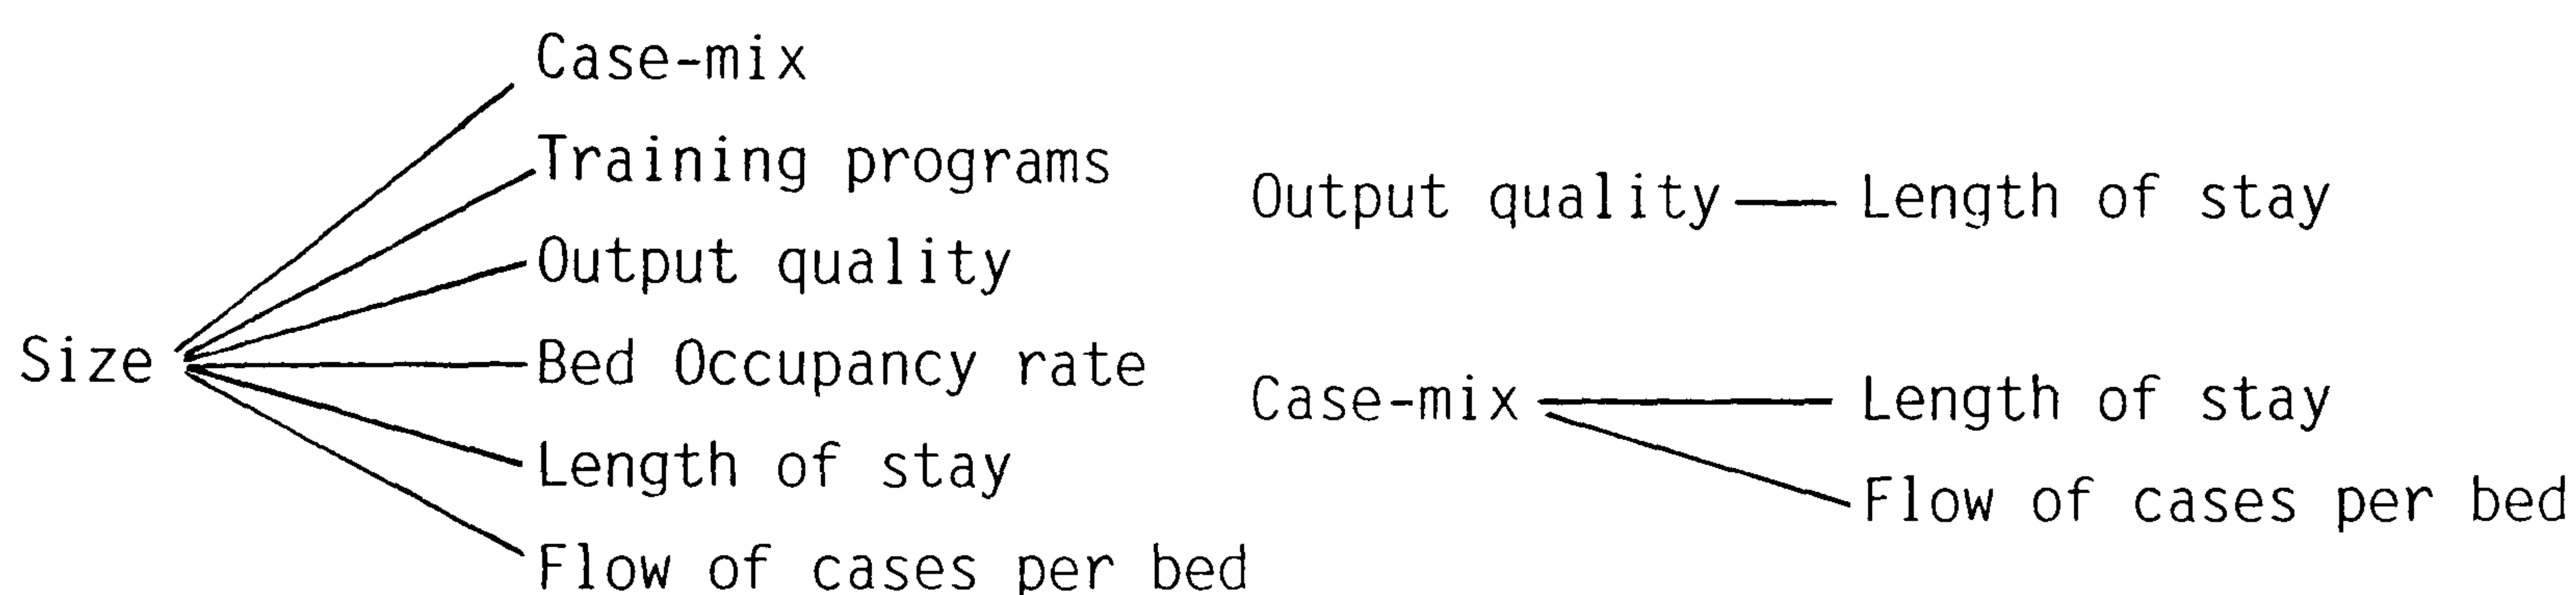 Case-mix
Training programs
Output quality
Size
Bed Occupancy rate
Length of stay
Flow of cases per bed
Output quality Length of stay
Case-mix Length of stay
Flow of cases per bed